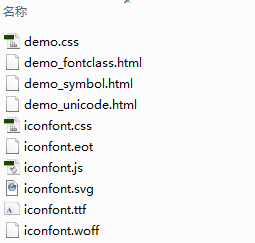 名称
demo.css
demo_fontclass.html
demo_symbol.html
demo_unicode.html
iconfont.css
iconfont.eot
iconfont.js
iconfont.svg
iconfont.ttf
iconfont.woff